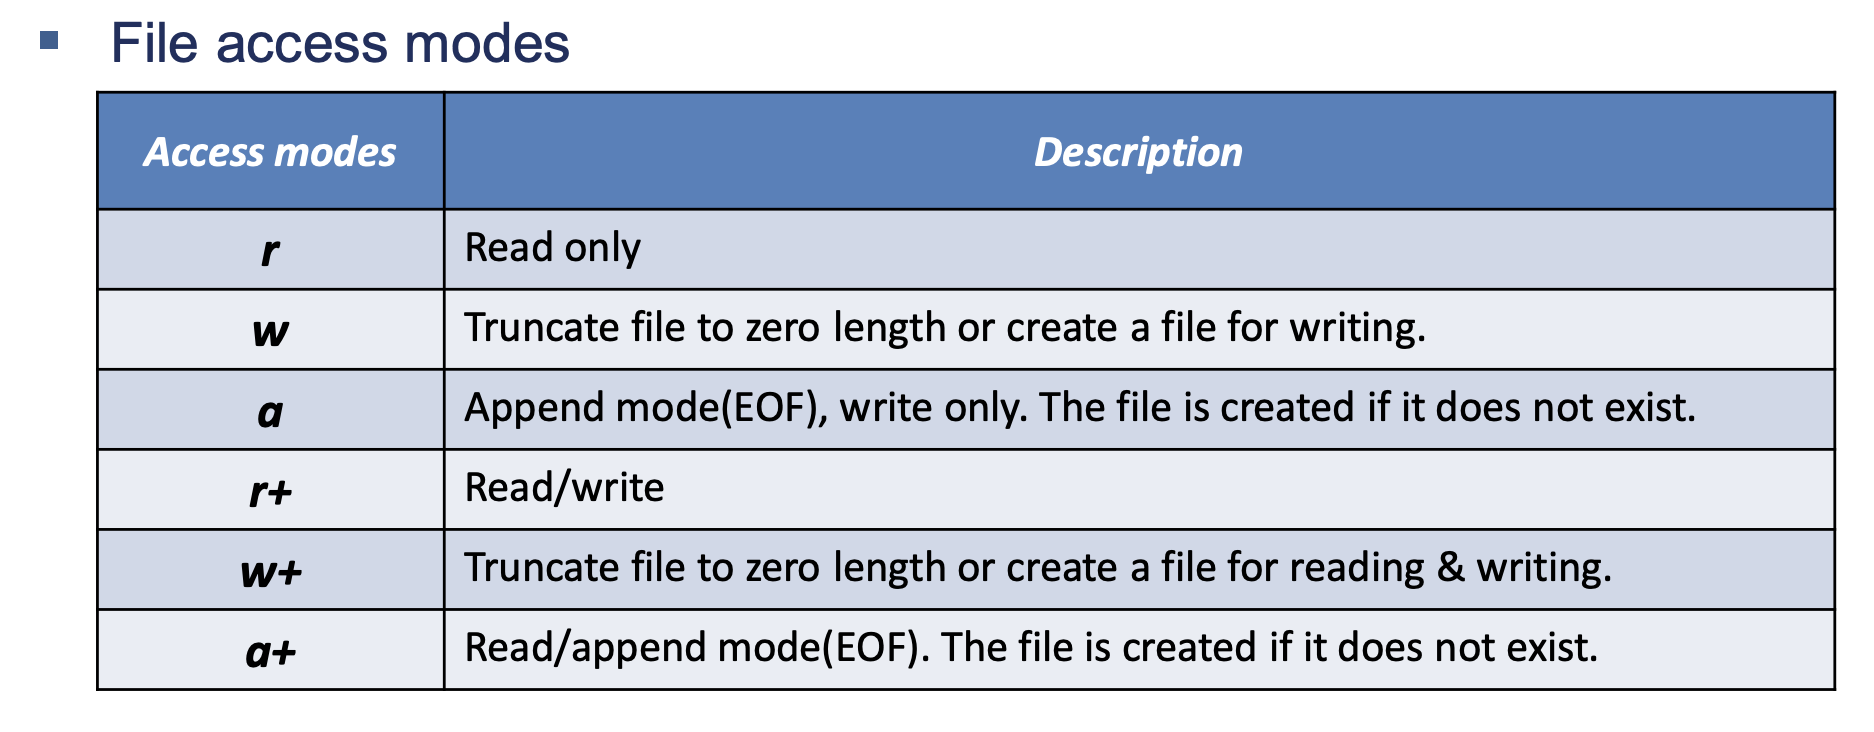 File access modes
Access modes
Description
r
Read only
w
Truncate file to zero length or create a file for writing.
a
Append mode(EOF), write only. The file is created if it does not exist.
r+
Read/write
w+
Truncate file to zero length or create a file for reading & writing.
a+
Read/append mode(EOF). The file is created if it does not exist.